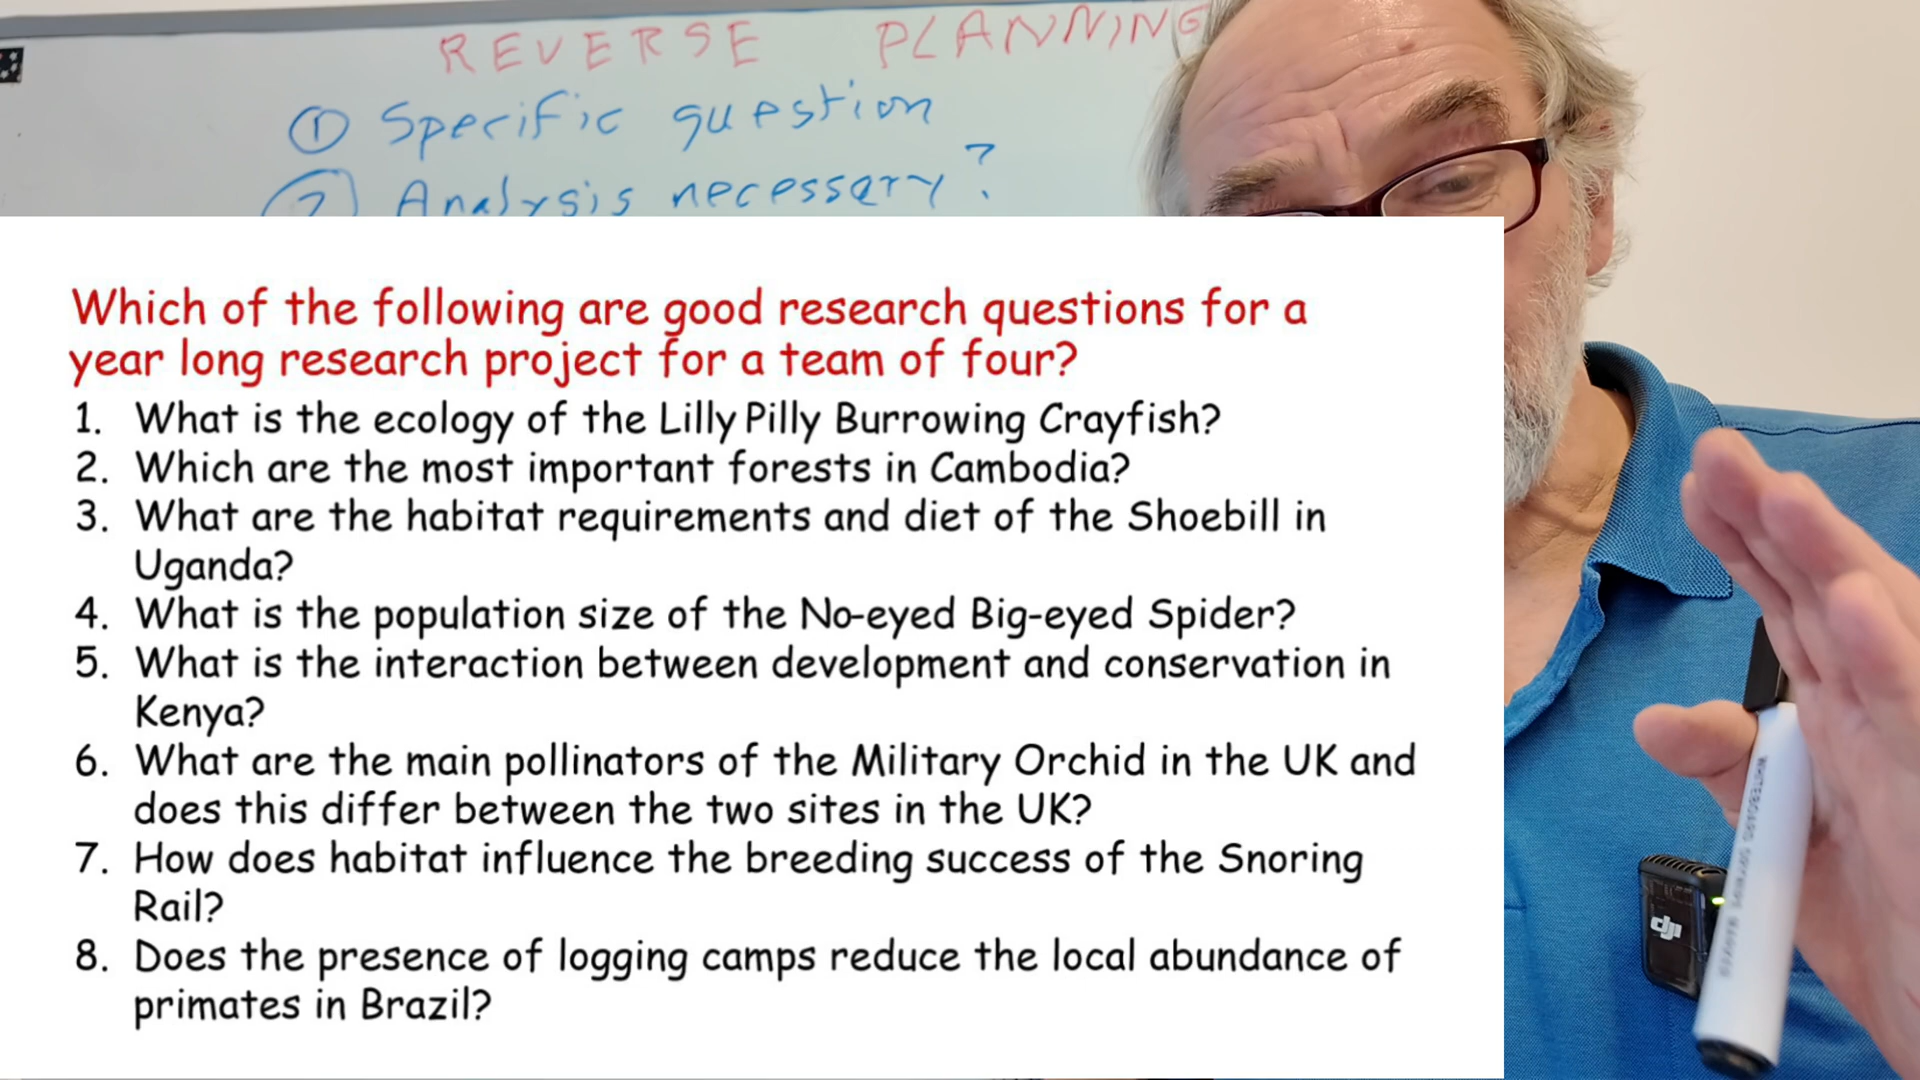 REVERSE PLANNING
① Specific question
② Analysis necessary?
Which of the following are good research questions for a
year long research project for a team of four?
1. What is the ecology of the Lilly Pilly Burrowing Crayfish?
2. Which are the most important forests in Cambodia?
3. What are the habitat requirements and diet of the Shoebill in
Uganda?
4. What is the population size of the No-eyed Big-eyed Spider?
5. What is the interaction between development and conservation in
Kenya?
6. What are the main pollinators of the Military Orchid in the UK and
does this differ between the two sites in the UK?
7. How does habitat influence the breeding success of the Snoring
Rail?
8. Does the presence of logging camps reduce the local abundance of
primates in Brazil?
dji
WHITEBOARD